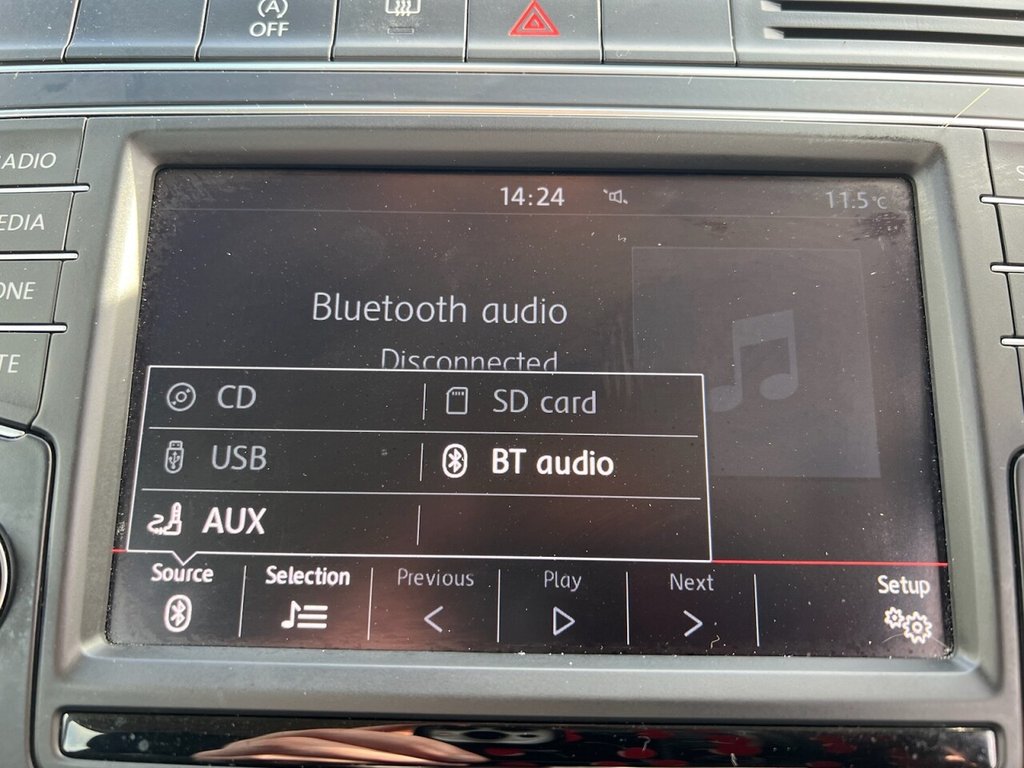 OFF
ADIO
EDIA
ONE
TE
14:24
11.5°C
Bluetooth audio
Disconnected
CD
SD card
USB
BT audio
AUX
Source
Selection
Previous
Play
Next
Setup